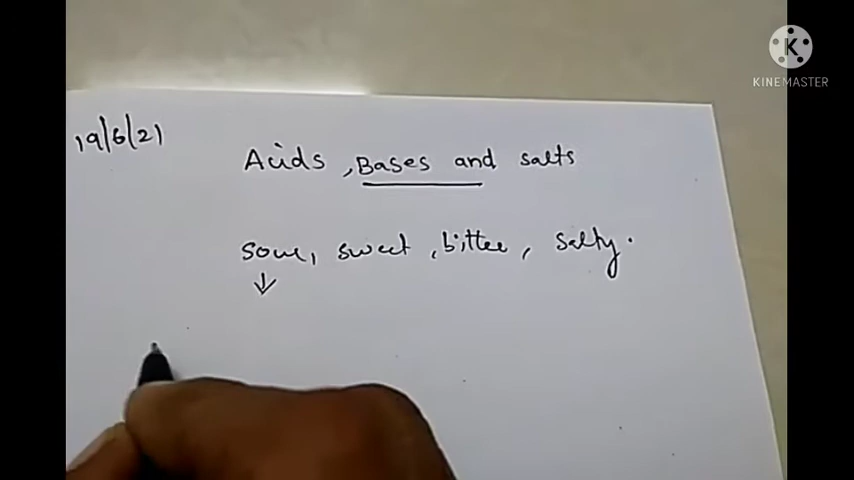 KINEMASTER
19/6/21
Acids, Bases and salts
sour, sweet, bitter, salty.